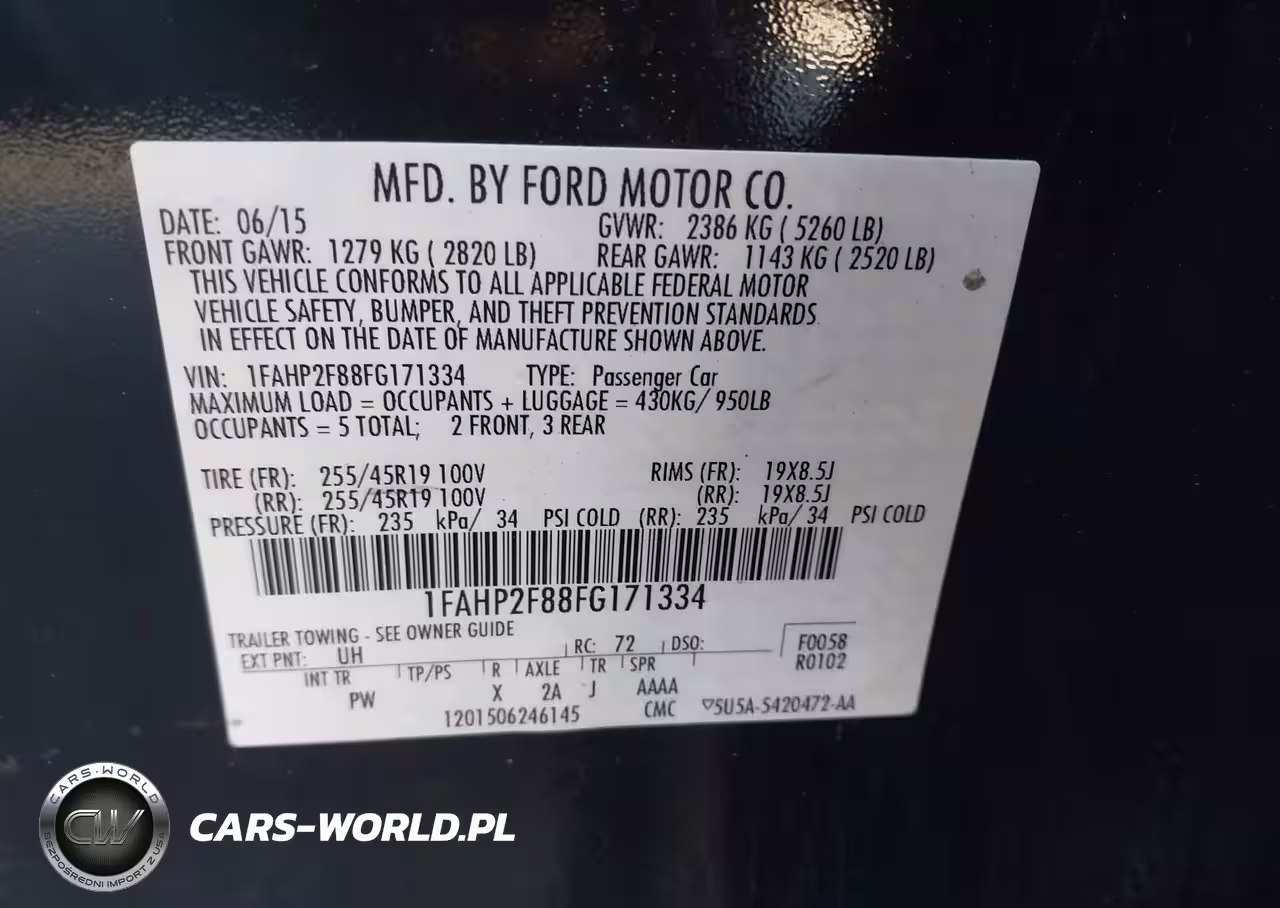 MFD. BY FORD MOTOR CO.
DATE: 06/15 GVWR: 2386 KG ( 5260 LB)
FRONT GAWR: 1279 KG ( 2820 LB) REAR GAWR: 1143 KG ( 2520 LB)
THIS VEHICLE CONFORMS TO ALL APPLICABLE FEDERAL MOTOR
VEHICLE SAFETY, BUMPER, AND THEFT PREVENTION STANDARDS
IN EFFECT ON THE DATE OF MANUFACTURE SHOWN ABOVE.
VIN: 1FAHP2F88FG171334 TYPE: Passenger Car
MAXIMUM LOAD = OCCUPANTS + LUGGAGE = 430KG/ 950LB
OCCUPANTS = 5 TOTAL; 2 FRONT, 3 REAR
TIRE (FR): 255/45R19 100V RIMS (FR): 19X8.5J
(RR): 255/45R19 100V (RR): 19X8.5J
PRESSURE (FR): 235 kPa/ 34 PSI COLD (RR): 235 kPa/ 34 PSI COLD
1FAHP2F88FG171334
TRAILER TOWING - SEE OWNER GUIDE
EXT PNT: UH RC: 72 DSO: F0058
R0102
INT TR TP/PS R AXLE TR SPR
PW X 2A J AAAA
1201506246145 CMC ▽5U5A-5420472-AA
CARS-WORLD
CW
BEZPOŚREDNI IMPORT Z USA
CARS-WORLD.PL